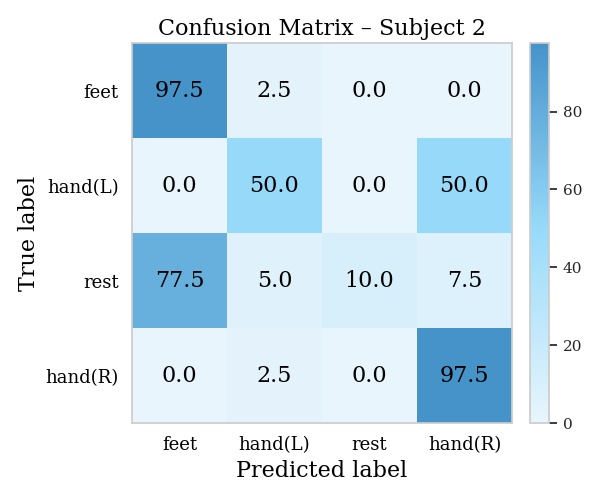 Confusion Matrix – Subject 2
True label
feet 97.5 2.5 0.0 0.0
hand(L) 0.0 50.0 0.0 50.0
rest 77.5 5.0 10.0 7.5
hand(R) 0.0 2.5 0.0 97.5
feet hand(L) rest hand(R)
Predicted label
80
60
40
20
0